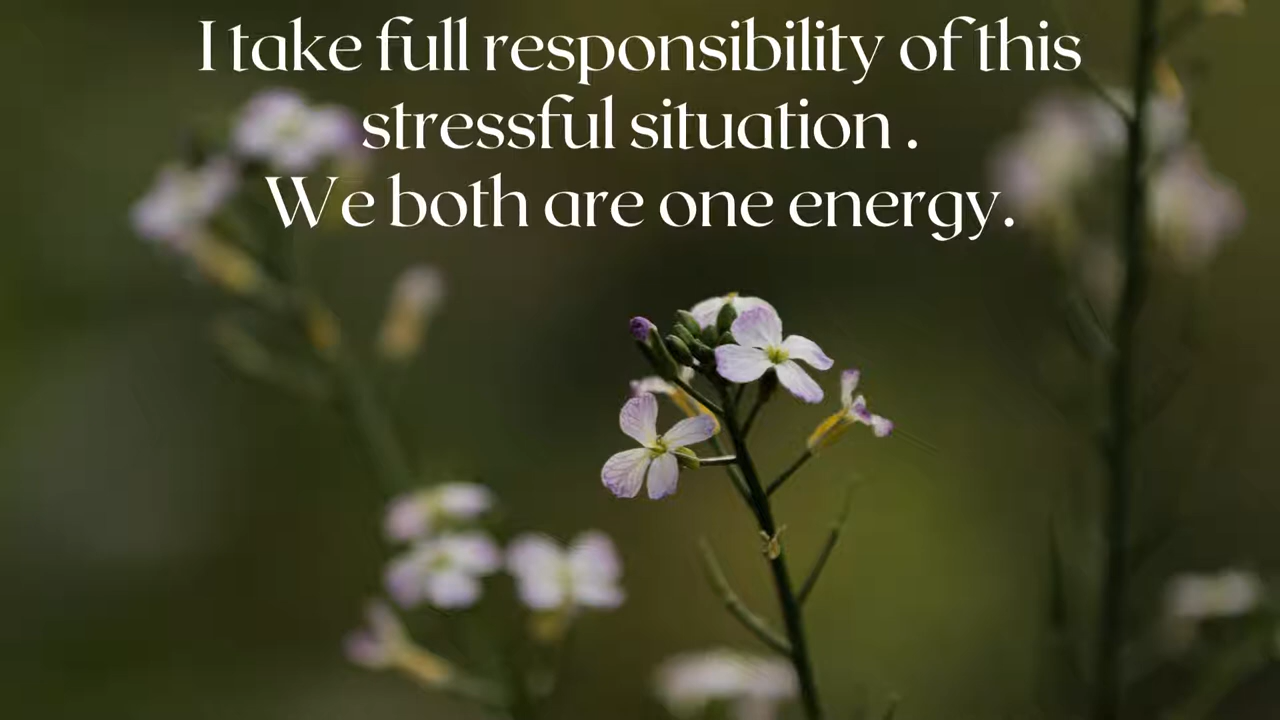 I take full responsibility of this
stressful situation .
We both are one energy.